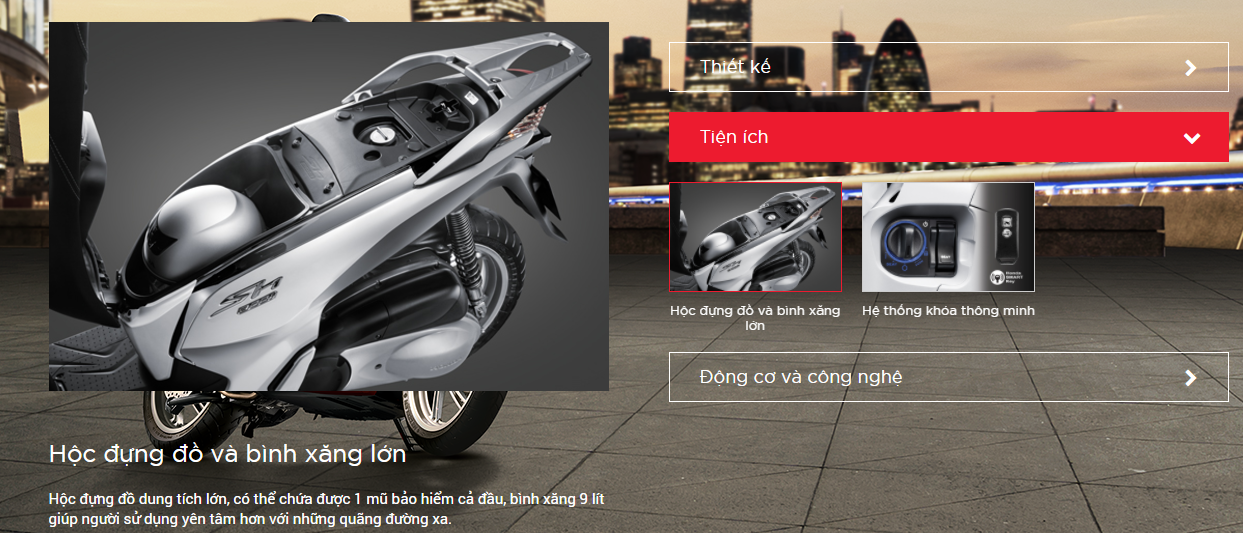 Thiết kế
Tiện ích
Hộc đựng đồ và bình xăng
lớn
Hệ thống khóa thông minh
Động cơ và công nghệ
SH
Hộc đựng đồ và bình xăng lớn
Hộc đựng đồ dung tích lớn, có thể chứa được 1 mũ bảo hiểm cả đầu, bình xăng 9 lít
giúp người sử dụng yên tâm hơn với những quãng đường xa.